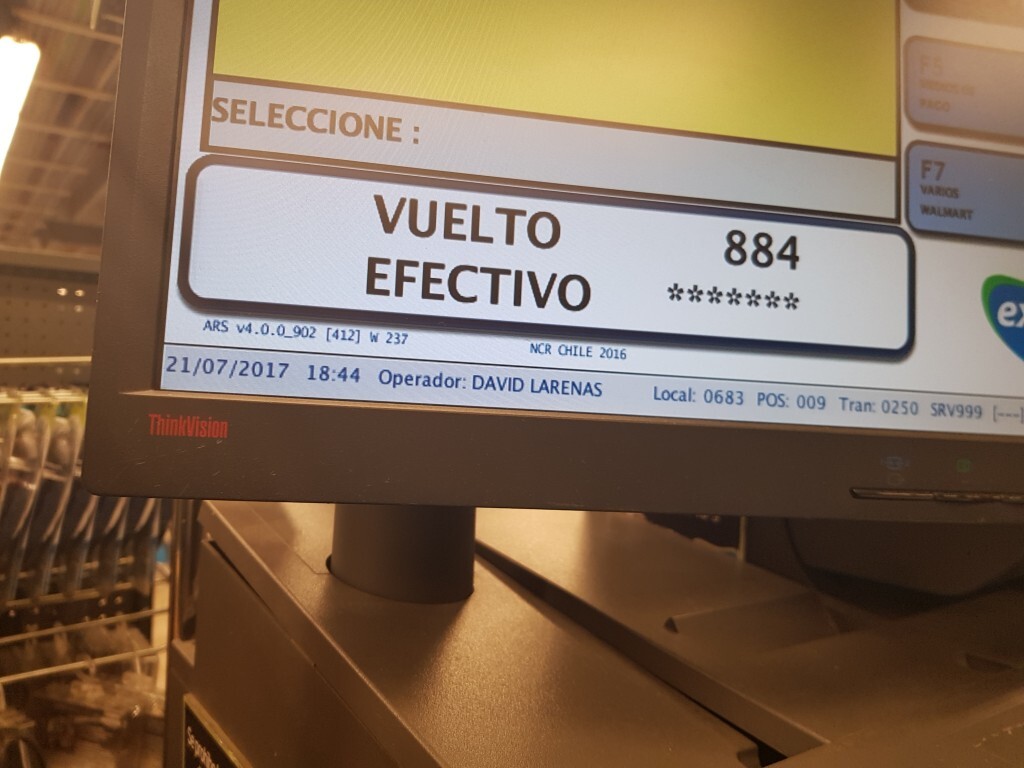 SELECCIONE :
VUELTO 884
EFECTIVO *******
ARS v4.0.0_902 [412] W 237
NCR CHILE 2016
21/07/2017 18:44 Operador: DAVID LARENAS Local: 0683 POS: 009 Tran: 0250 SRV999 [---]
F7
VARIOS
WALMART
ex
ThinkVision